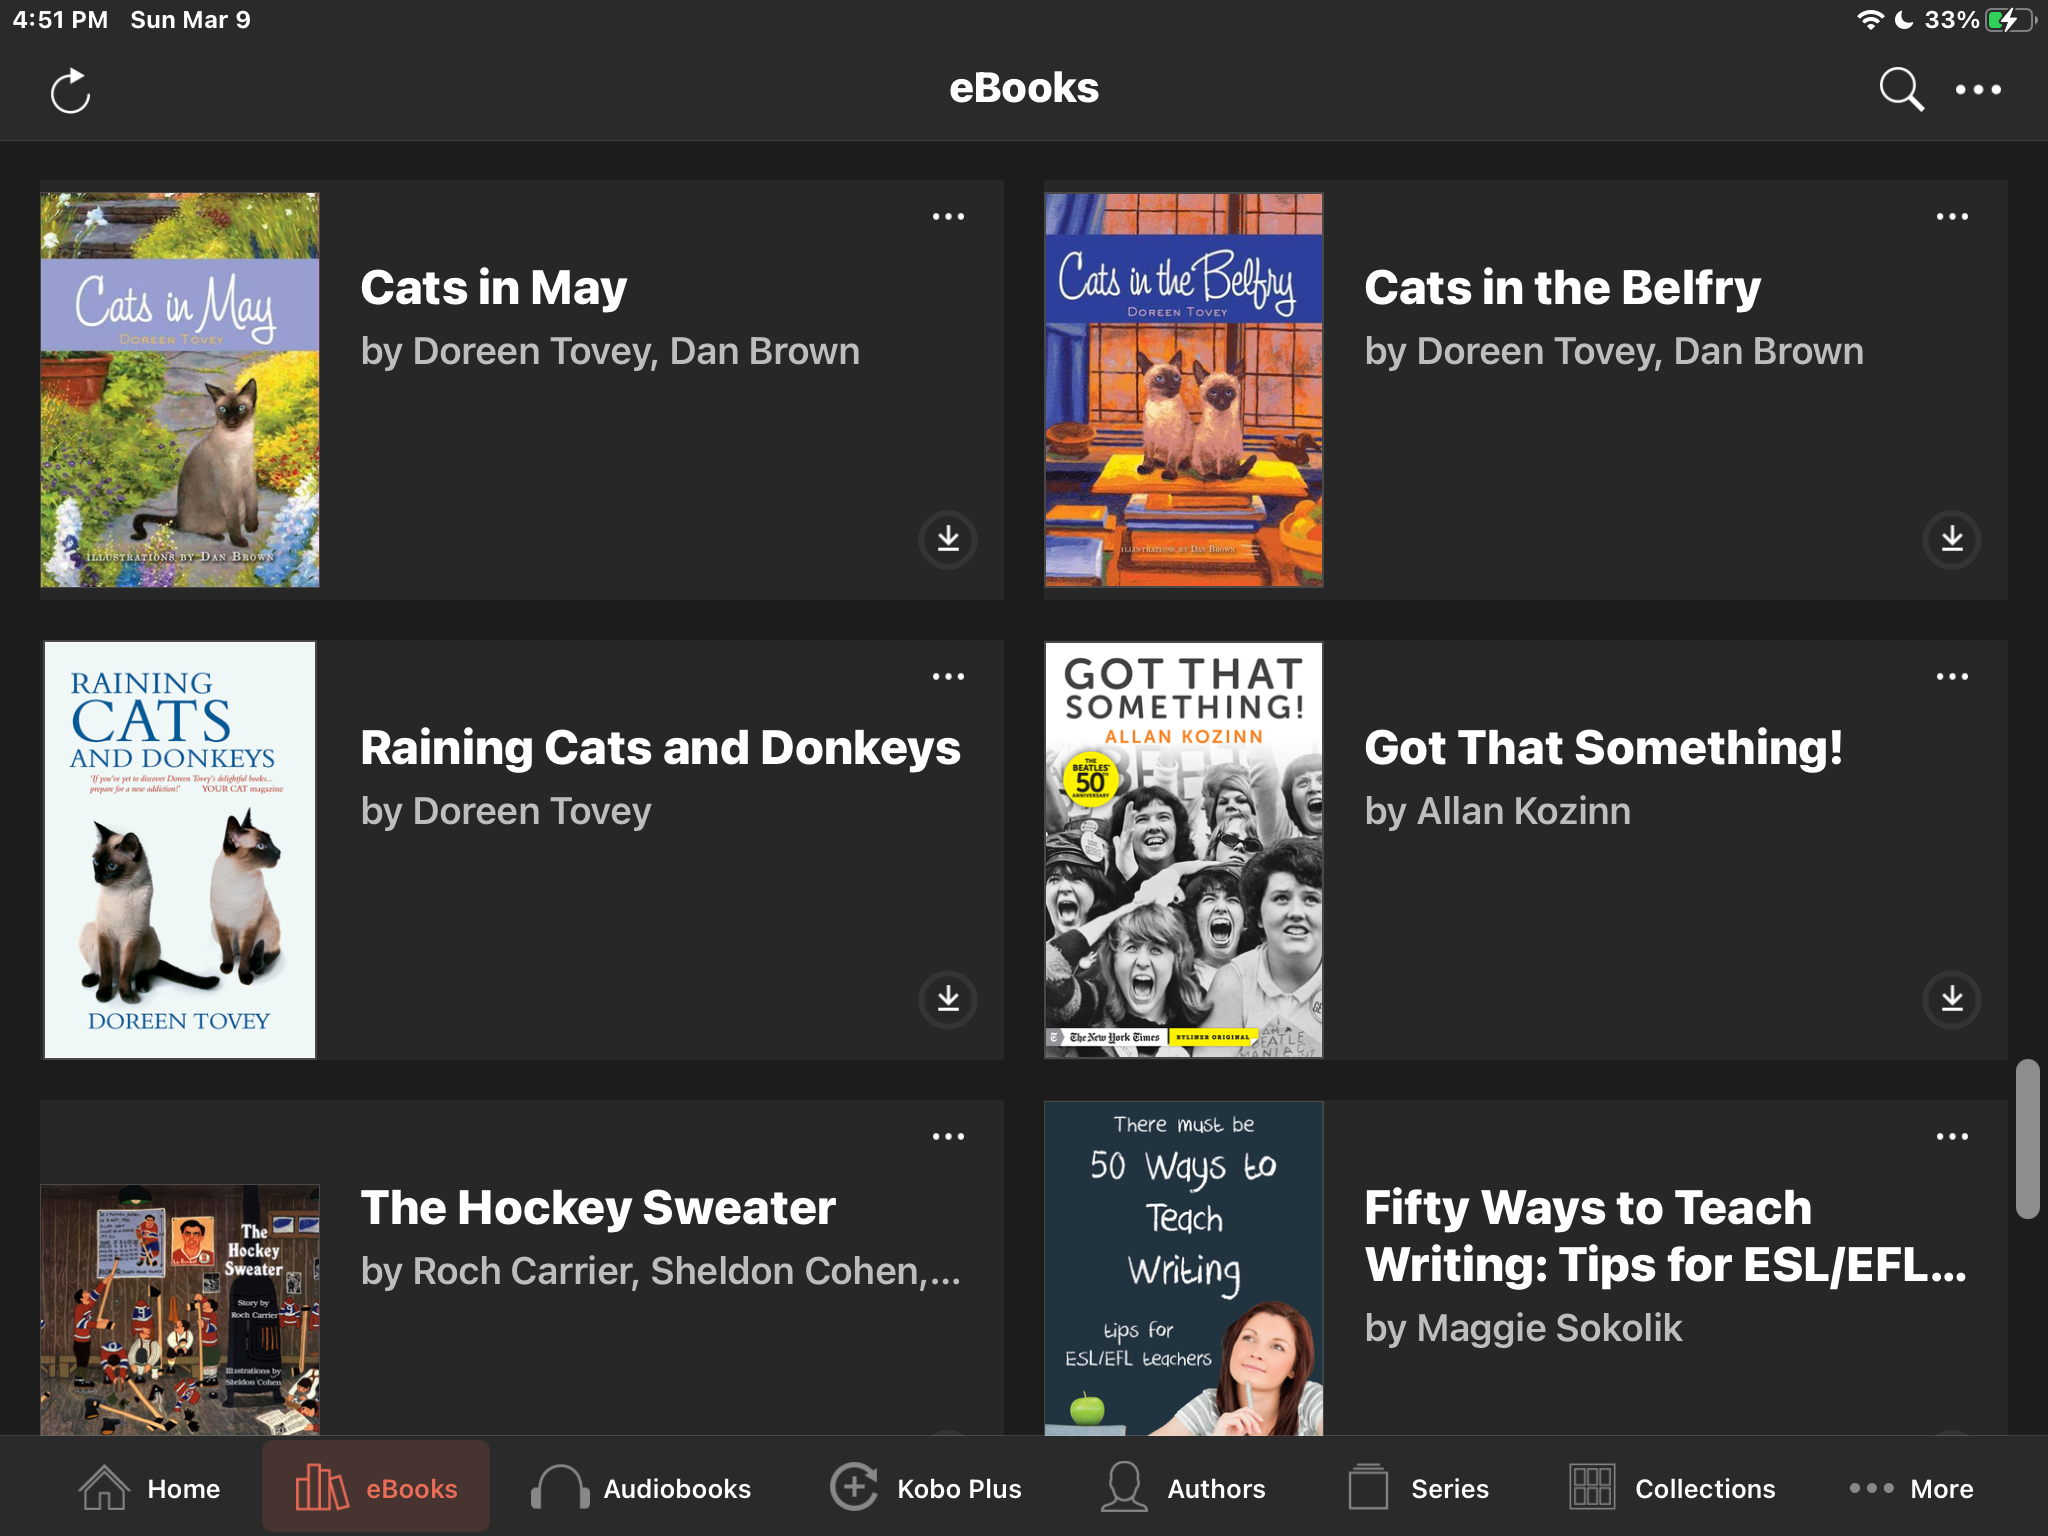 4:51 PM Sun Mar 9
33%
eBooks
Cats in May
DOREEN TOVEY
ILLUSTRATIONS BY DAN BROWN
Cats in May
by Doreen Tovey, Dan Brown
Cats in the Belfry
DOREEN TOVEY
ILLUSTRATIONS BY DAN BROWN
Cats in the Belfry
by Doreen Tovey, Dan Brown
RAINING
CATS
AND DONKEYS
'If you've yet to discover Doreen Tovey's delightful books...
prepare for a new addiction!' YOUR CAT magazine
DOREEN TOVEY
Raining Cats and Donkeys
by Doreen Tovey
GOT THAT
SOMETHING!
ALLAN KOZINN
THE
BEATLES'
50TH
ANNIVERSARY
I AM A
BEATLE
MANIAC
The New York Times
BYLINER ORIGINAL
Got That Something!
by Allan Kozinn
The
Hockey
Sweater
Story by
Roch Carrier
Illustrations by
Sheldon Cohen
The Hockey Sweater
by Roch Carrier, Sheldon Cohen,...
There must be
50 Ways to
Teach
Writing
tips for
ESL/EFL teachers
Fifty Ways to Teach
Writing: Tips for ESL/EFL...
by Maggie Sokolik
Home
eBooks
Audiobooks
Kobo Plus
Authors
Series
Collections
More